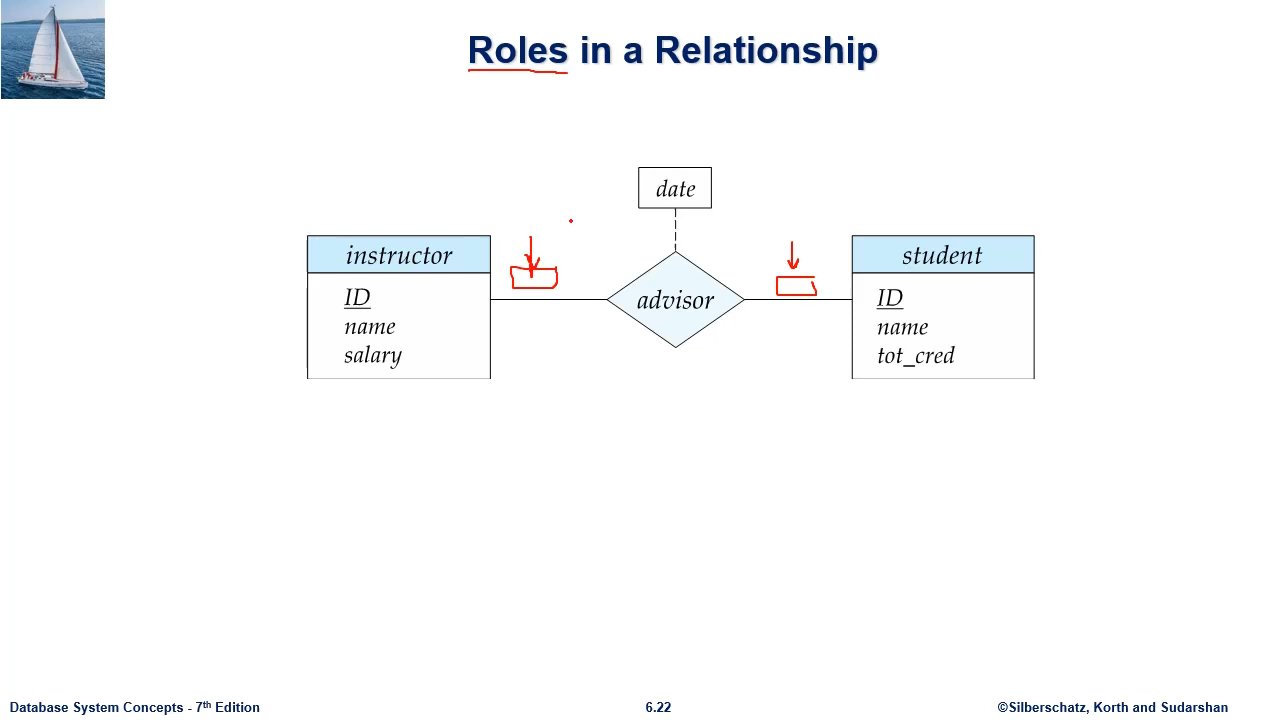 Roles in a Relationship
date
instructor
ID
name
salary
advisor
student
ID
name
tot_cred
Database System Concepts - 7th Edition
6.22
©Silberschatz, Korth and Sudarshan